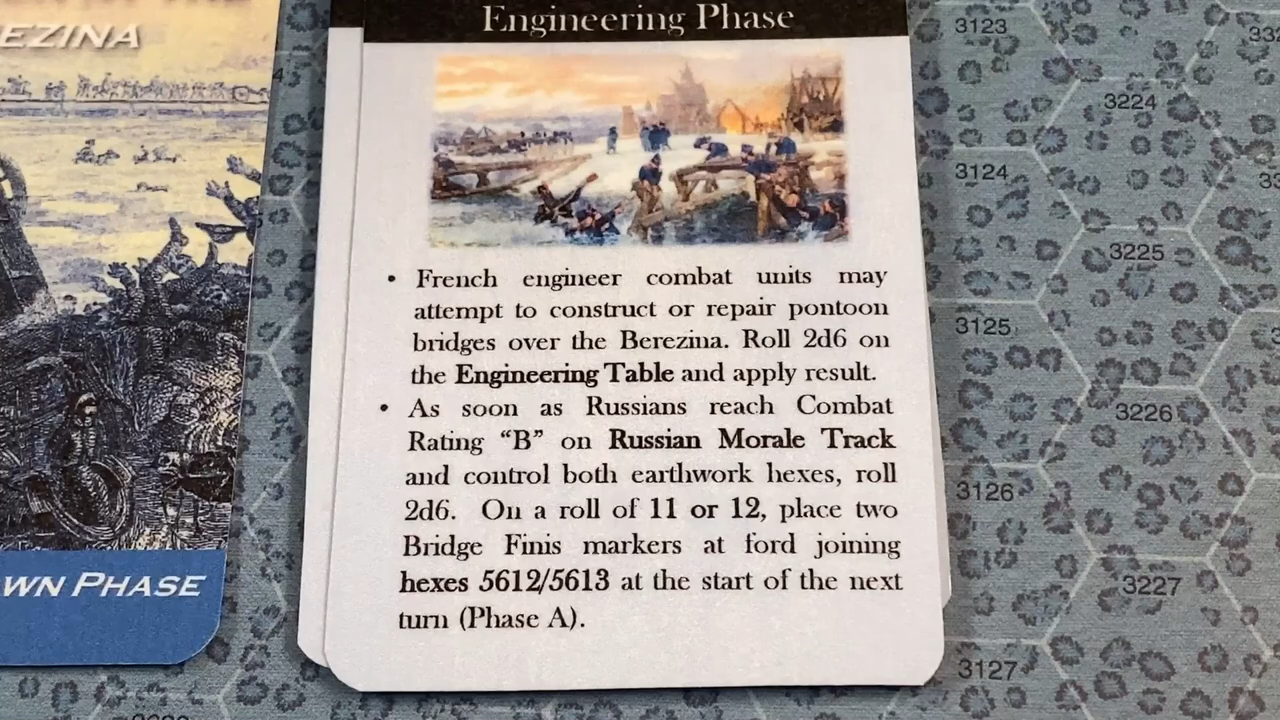 EZINA
WN PHASE
Engineering Phase
• French engineer combat units may
attempt to construct or repair pontoon
bridges over the Berezina. Roll 2d6 on
the Engineering Table and apply result.
• As soon as Russians reach Combat
Rating “B” on Russian Morale Track
and control both earthwork hexes, roll
2d6. On a roll of 11 or 12, place two
Bridge Finis markers at ford joining
hexes 5612/5613 at the start of the next
turn (Phase A).
3123
3224
3124
3225
3125
3226
3126
3227
3127